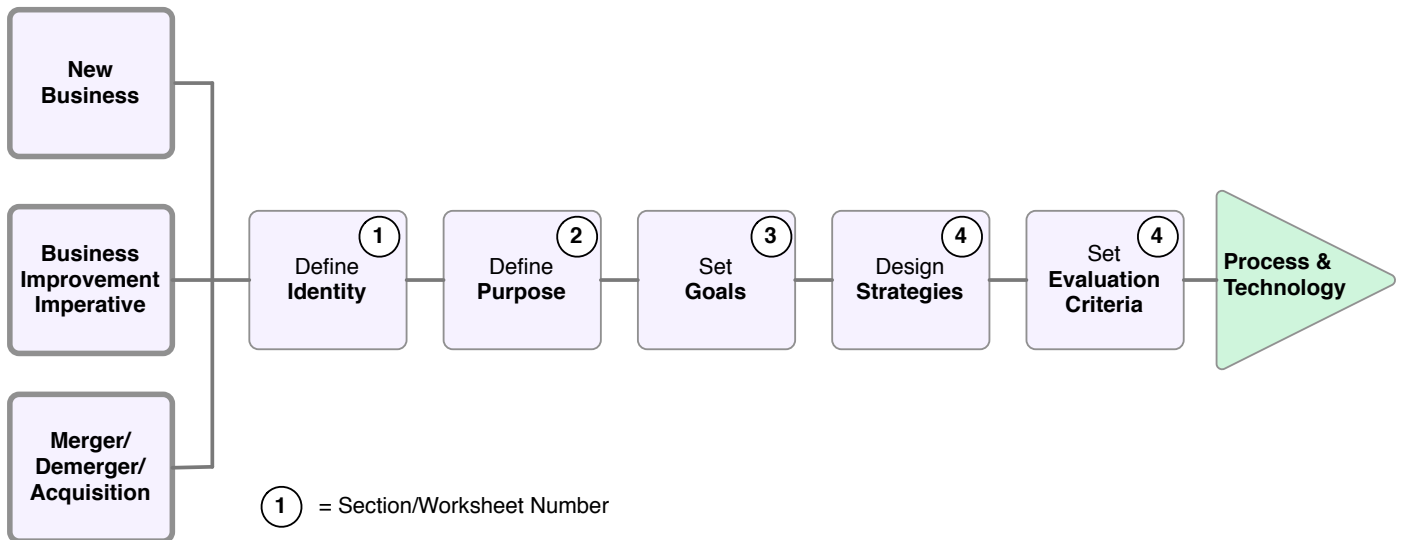 New
Business
Business
Improvement
Imperative
Merger/
Demerger/
Acquisition
1
Define
Identity
2
Define
Purpose
3
Set
Goals
4
Design
Strategies
4
Set
Evaluation
Criteria
Process &
Technology
1 = Section/Worksheet Number